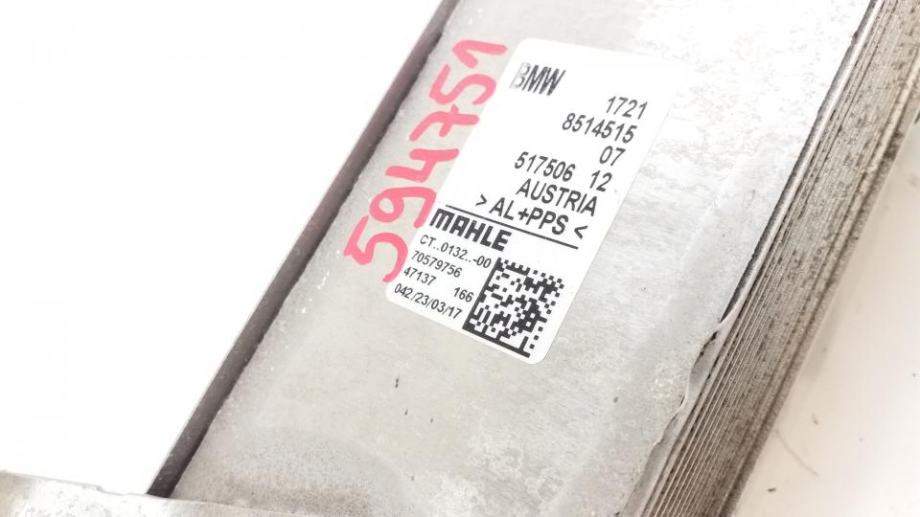 594751
BMW
1721
8514515
07
517506 12
AUSTRIA
> AL+PPS <
MAHLE
CT..0132..-00
70579756
47137 166
042/23/03/17